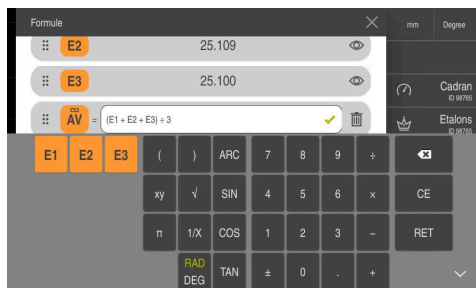 Formule
mm Degree
E2 25.109
E3 25.100
Cadran
ID 98765
AV = (E1 + E2 + E3) ÷ 3
Etalons
ID 98765
E1 E2 E3 ( ) ARC 7 8 9 ÷
xy √ SIN 4 5 6 × CE
π 1/X COS 1 2 3 - RET
RAD
DEG TAN ± 0 . +